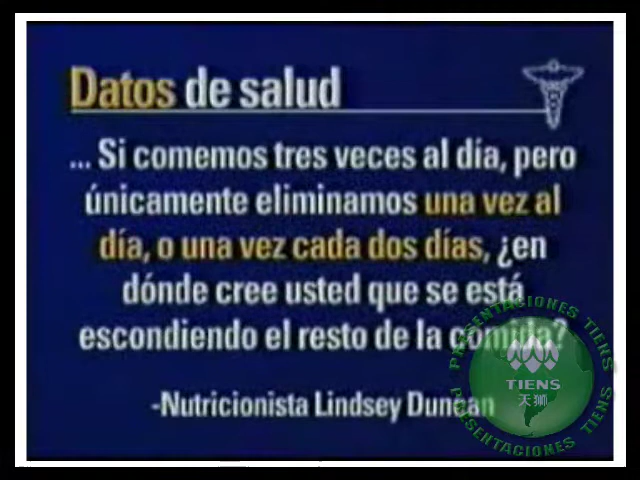 Datos de salud
... Si comemos tres veces al día, pero
únicamente eliminamos una vez al
día, o una vez cada dos días, ¿en
dónde cree usted que se está
escondiendo el resto de la comida?
-Nutricionista Lindsey Duncan
PRESENTACIONES TIENS
TIENS
天狮
PRESENTACIONES TIENS